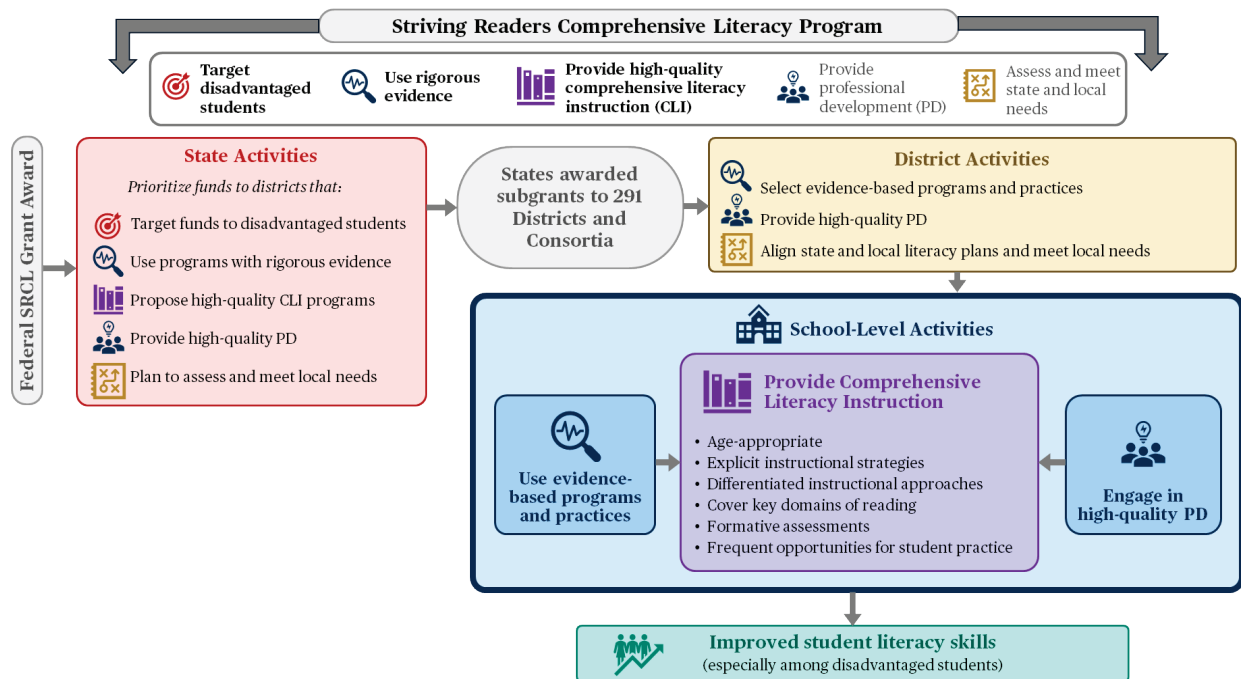 Striving Readers Comprehensive Literacy Program
Target
disadvantaged
students
Use rigorous
evidence
Provide high-quality
comprehensive literacy
instruction (CLI)
Provide
professional
development (PD)
Assess and meet
state and local
needs
Federal SRCL Grant Award
State Activities
Prioritize funds to districts that:
Target funds to disadvantaged students
Use programs with rigorous evidence
Propose high-quality CLI programs
Provide high-quality PD
Plan to assess and meet local needs
States awarded
subgrants to 291
Districts and
Consortia
District Activities
Select evidence-based programs and practices
Provide high-quality PD
Align state and local literacy plans and meet local needs
School-Level Activities
Use evidence-
based programs
and practices
Provide Comprehensive
Literacy Instruction
• Age-appropriate
• Explicit instructional strategies
• Differentiated instructional approaches
• Cover key domains of reading
• Formative assessments
• Frequent opportunities for student practice
Engage in
high-quality PD
Improved student literacy skills
(especially among disadvantaged students)